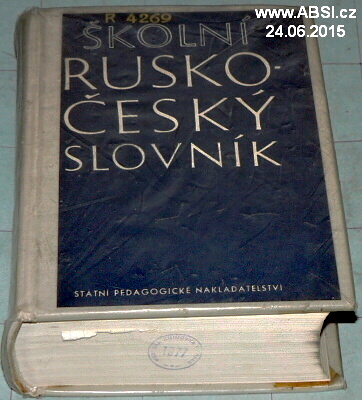 www.ABSI.cz
24.06.2015
R 4269
ŠKOLNÍ
RUSKO-
ČESKÝ
SLOVNÍK
STÁTNÍ PEDAGOGICKÉ NAKLADATELSTVÍ